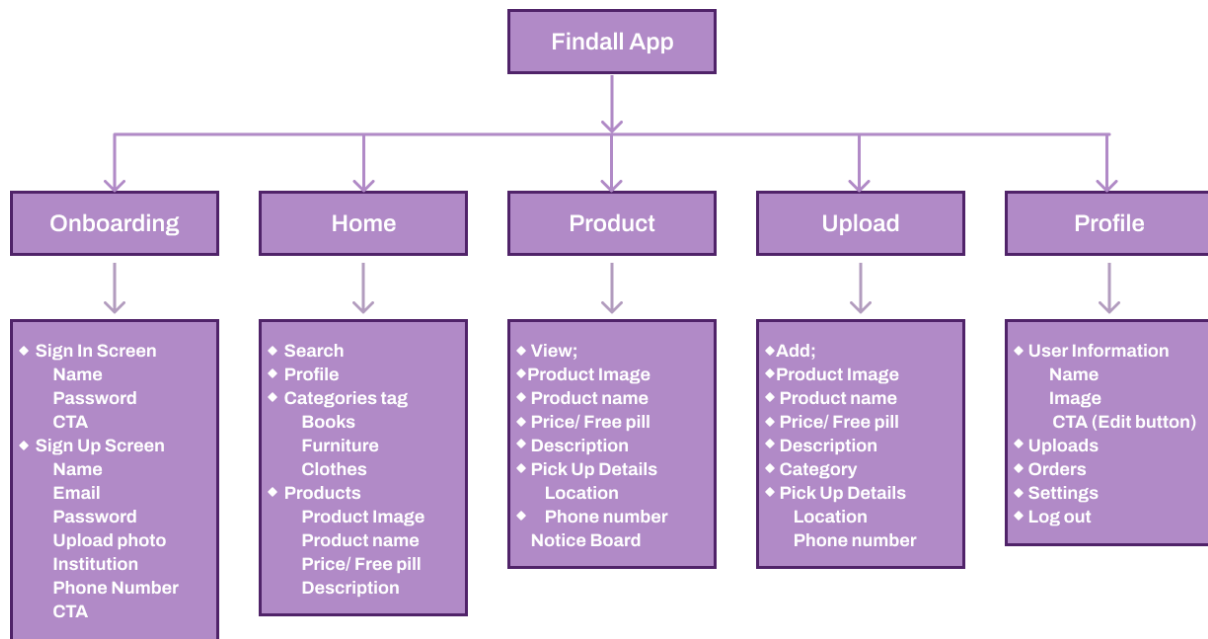 Findall App
Onboarding
Home
Product
Upload
Profile
◆ Sign In Screen
Name
Password
CTA
◆ Sign Up Screen
Name
Email
Password
Upload photo
Institution
Phone Number
CTA
◆ Search
◆ Profile
◆ Categories tag
Books
Furniture
Clothes
◆ Products
Product Image
Product name
Price/ Free pill
Description
◆ View;
◆Product Image
◆ Product name
◆ Price/ Free pill
◆ Description
◆ Pick Up Details
Location
◆ Phone number
Notice Board
◆Add;
◆Product Image
◆ Product name
◆ Price/ Free pill
◆ Description
◆ Category
◆ Pick Up Details
Location
Phone number
◆ User Information
Name
Image
CTA (Edit button)
◆ Uploads
◆ Orders
◆ Settings
◆ Log out